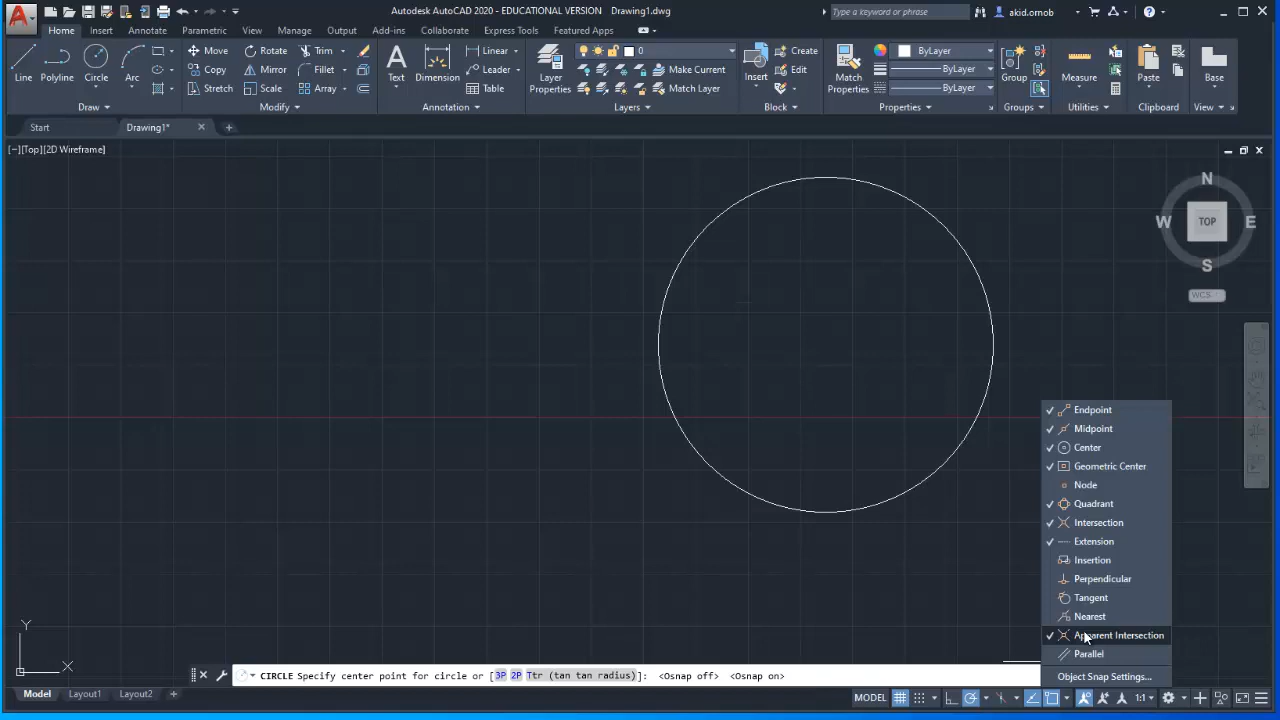 Autodesk AutoCAD 2020 - EDUCATIONAL VERSION Drawing1.dwg
Type a keyword or phrase
akid.omob
Home Insert Annotate Parametric View Manage Output Add-ins Collaborate Express Tools Featured Apps
Move Rotate Trim Linear 0 Create ByLayer
Copy Mirror Fillet Leader Make Current Edit ByLayer
Stretch Scale Array Table Match Layer ByLayer
Line Polyline Circle Arc Text Dimension Layer Properties Insert Match Properties Group Measure Paste Base
Draw Modify Annotation Layers Block Properties Groups Utilities Clipboard View
Start Drawing1*
[−][Top][2D Wireframe]
N
W TOP E
S
WCS
Endpoint
Midpoint
Center
Geometric Center
Node
Quadrant
Intersection
Extension
Insertion
Perpendicular
Tangent
Nearest
Apparent Intersection
Parallel
Object Snap Settings...
Y
X
CIRCLE Specify center point for circle or [3P 2P Ttr (tan tan radius)]: <Osnap off> <Osnap on>
Model Layout1 Layout2 +
MODEL 1:1